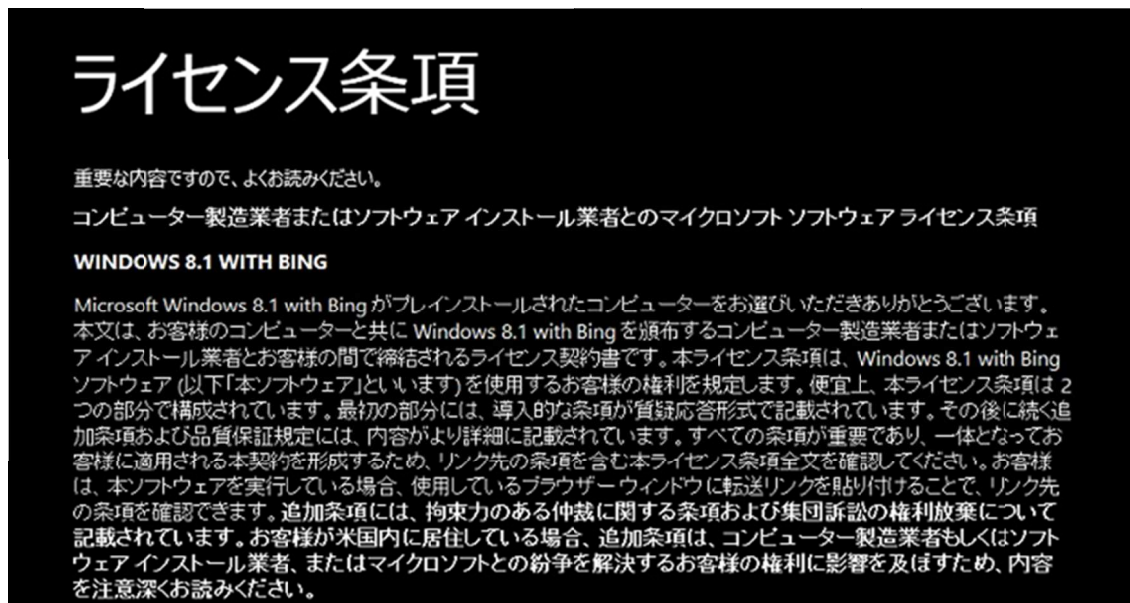 ライセンス条項
重要な内容ですので、よくお読みください。
コンピューター製造業者またはソフトウェア インストール業者とのマイクロソフト ソフトウェア ライセンス条項
WINDOWS 8.1 WITH BING
Microsoft Windows 8.1 with Bing がプレインストールされたコンピューターをお選びいただきありがとうございます。
本文は、お客様のコンピューターと共に Windows 8.1 with Bing を頒布するコンピューター製造業者またはソフトウェ
ア インストール業者とお客様の間で締結されるライセンス契約書です。本ライセンス条項は、Windows 8.1 with Bing
ソフトウェア (以下「本ソフトウェア」といいます) を使用するお客様の権利を規定します。便宜上、本ライセンス条項は 2
つの部分で構成されています。最初の部分には、導入的な条項が質疑応答形式で記載されています。その後に続く追
加条項および品質保証規定には、内容がより詳細に記載されています。すべての条項が重要であり、一体となってお
客様に適用される本契約を形成するため、リンク先の条項を含む本ライセンス条項全文を確認してください。お客様
は、本ソフトウェアを実行している場合、使用しているブラウザー ウィンドウに転送リンクを貼り付けることで、リンク先
の条項を確認できます。追加条項には、拘束力のある仲裁に関する条項および集団訴訟の権利放棄について
記載されています。お客様が米国内に居住している場合、追加条項は、コンピューター製造業者もしくはソフト
ウェア インストール業者、またはマイクロソフトとの紛争を解決するお客様の権利に影響を及ぼすため、内容
を注意深くお読みください。